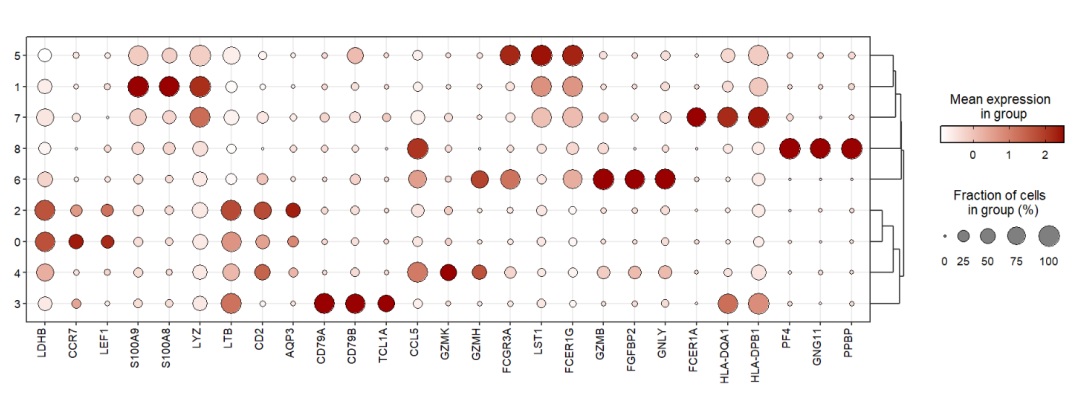 5
1
7
8
6
2
0
4
3
LDHB
CCR7
LEF1
S100A9
S100A8
LYZ
LTB
CD2
AQP3
CD79A
CD79B
TCL1A
CCL5
GZMK
GZMH
FCGR3A
LST1
FCER1G
GZMB
FGFBP2
GNLY
FCER1A
HLA-DQA1
HLA-DPB1
PF4
GNG11
PPBP
Mean expression
in group
0 1 2
Fraction of cells
in group (%)
0 25 50 75 100